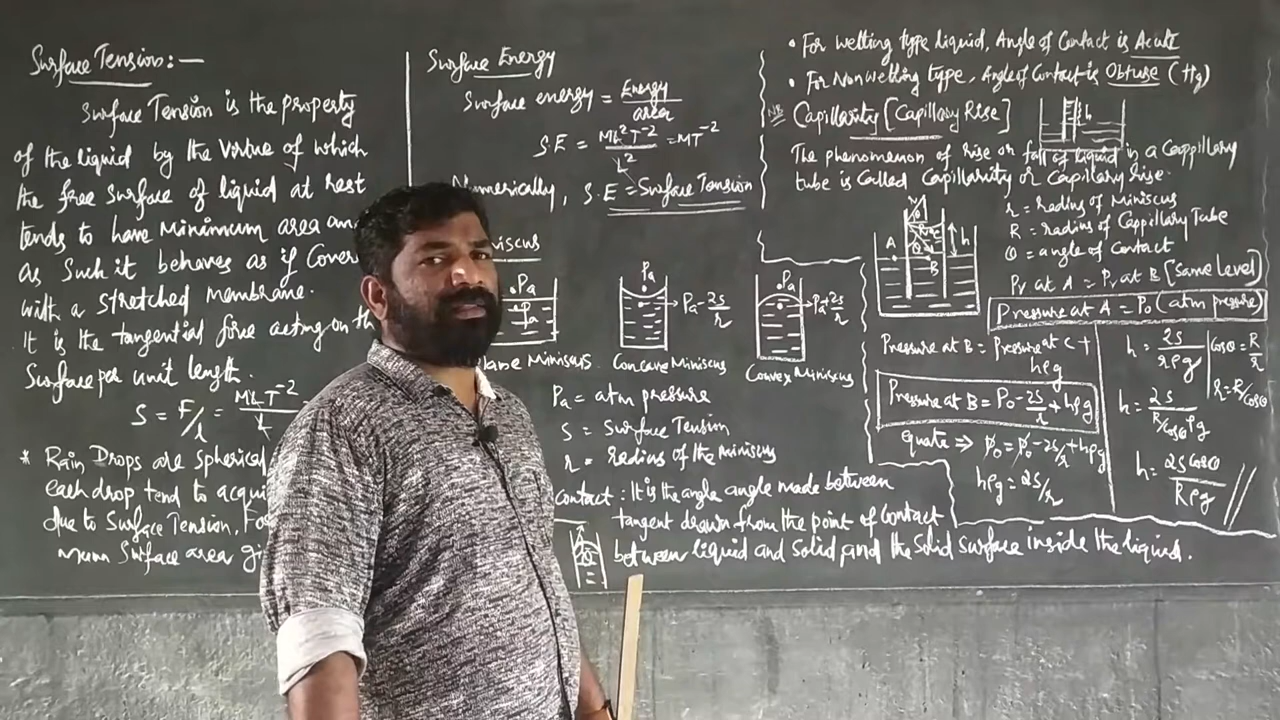 Surface Tension:—
Surface Tension is the property
of the liquid by the virtue of which
the free surface of liquid at rest
tends to have Minimum area an
as such it behaves as if Cover
with a stretched Membrane.
It is the tangential force acting on th
Surface per unit length.
S = F/l = MLT⁻²/L
* Rain Drops are spherical
each drop tend to acqui
due to Surface Tension. Fo
mum Surface area gi
Surface Energy
Surface energy = Energy/area
S.E = ML²T⁻²/L² = MT⁻²
Numerically, S.E = Surface Tension
niscus
Pa
Pa
Plane Miniscus
Pa
Pa - 2s/r
Concave Miniscus
Pa
Pa + 2s/r
Convex Miniscus
Pa = atm pressure
S = Surface Tension
r = radius of the Miniscus
contact : It is the angle angle made between
tangent drawn from the point of Contact
between liquid and Solid and the Solid surface inside the liquid.
• For wetting type liquid, Angle of Contact is Acute
• For Non wetting type, Angle of Contact is Obtuse (Hg)
NB Capillarity [Capillary Rise]
h
The phenomenon of rise or fall of liquid in a Cappillary
tube is Called Capillarity or Capillary Rise.
r = radius of Miniscus
R = radius of Cappillary Tube
θ = angle of Contact
A
B
h
Pr at A = Pr at B [Same level]
Pressure at A = P₀ (atm pressure)
Pressure at B = Pressure at C +
hρg
Pressure at B = P₀ - 2s/r + hρg
equate ⇒ P₀ = P₀ - 2s/r + hρg
hρg = 2s/r
h = 2s/rρg
Cosθ = R/r
r = R/Cosθ
h = 2s/R/cosθ ρg
h = 2s cosθ/Rρg